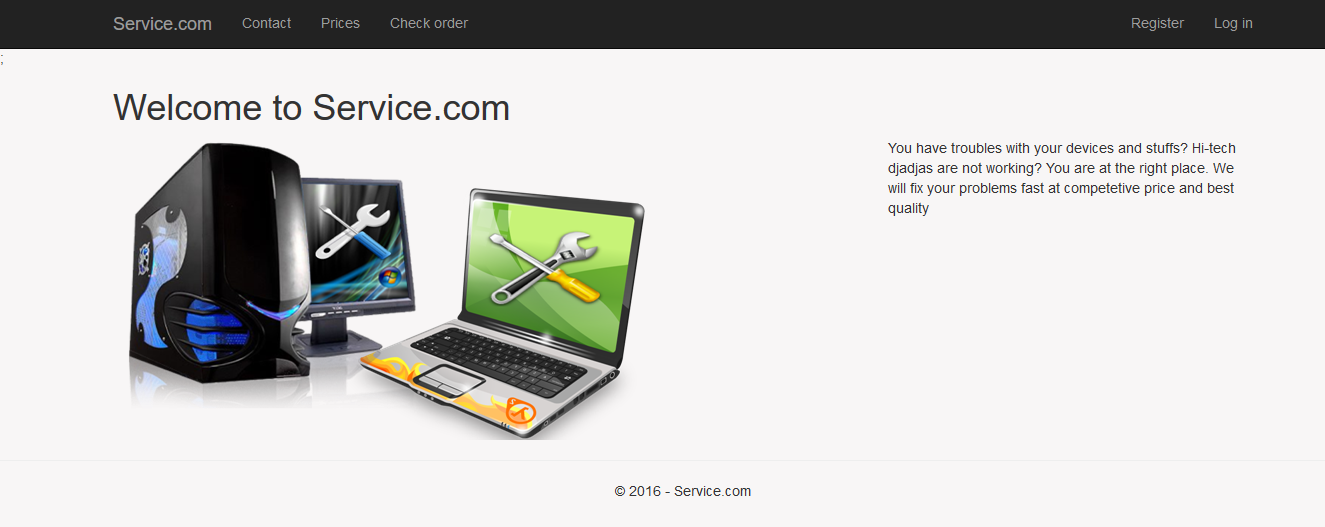 Service.com Contact Prices Check order Register Log in
;
Welcome to Service.com
You have troubles with your devices and stuffs? Hi-tech
djadjas are not working? You are at the right place. We
will fix your problems fast at competetive price and best
quality
© 2016 - Service.com